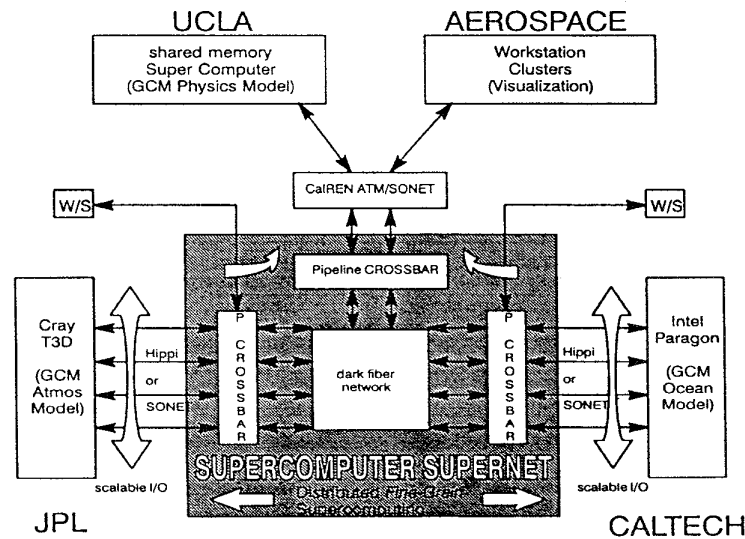 UCLA
AEROSPACE
shared memory
Super Computer
(GCM Physics Model)
Workstation
Clusters
(Visualization)
CalREN ATM/SONET
W/S
W/S
Pipeline CROSSBAR
Cray
T3D
(GCM
Atmos
Model)
Hippi
or
SONET
scalable I/O
P CROSSBAR
dark fiber
network
P CROSSBAR
Hippi
or
SONET
scalable I/O
Intel
Paragon
(GCM
Ocean
Model)
SUPERCOMPUTER SUPERNET
Distributed Fine-Grain
Supercomputing
JPL
CALTECH